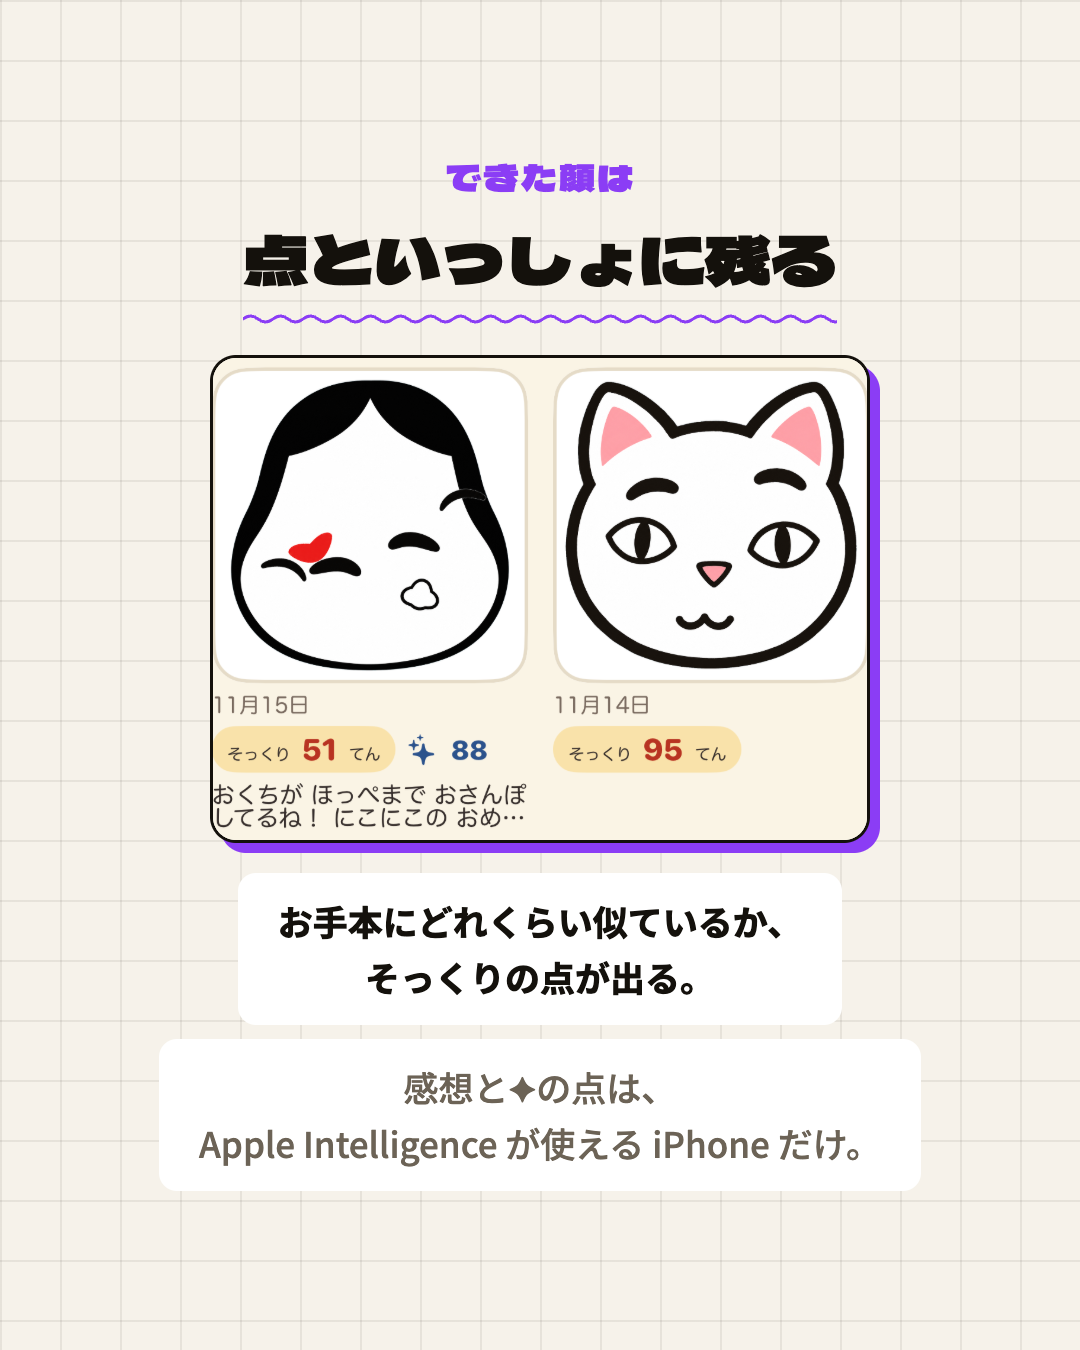 できた顔は
点といっしょに残る
11月15日
そっくり 51 てん 88
おくちが ほっぺまで おさんぽ
してるね！ にこにこの おめ…
11月14日
そっくり 95 てん
お手本にどれくらい似ているか、
そっくりの点が出る。
感想と✦の点は、
Apple Intelligence が使える iPhone だけ。